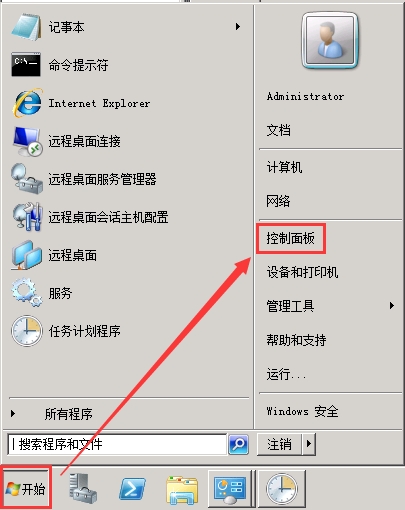 记事本
命令提示符
Internet Explorer
远程桌面连接
远程桌面服务管理器
远程桌面会话主机配置
远程桌面
服务
任务计划程序
所有程序
搜索程序和文件
Administrator
文档
计算机
网络
控制面板
设备和打印机
管理工具
帮助和支持
运行...
Windows 安全
注销
开始